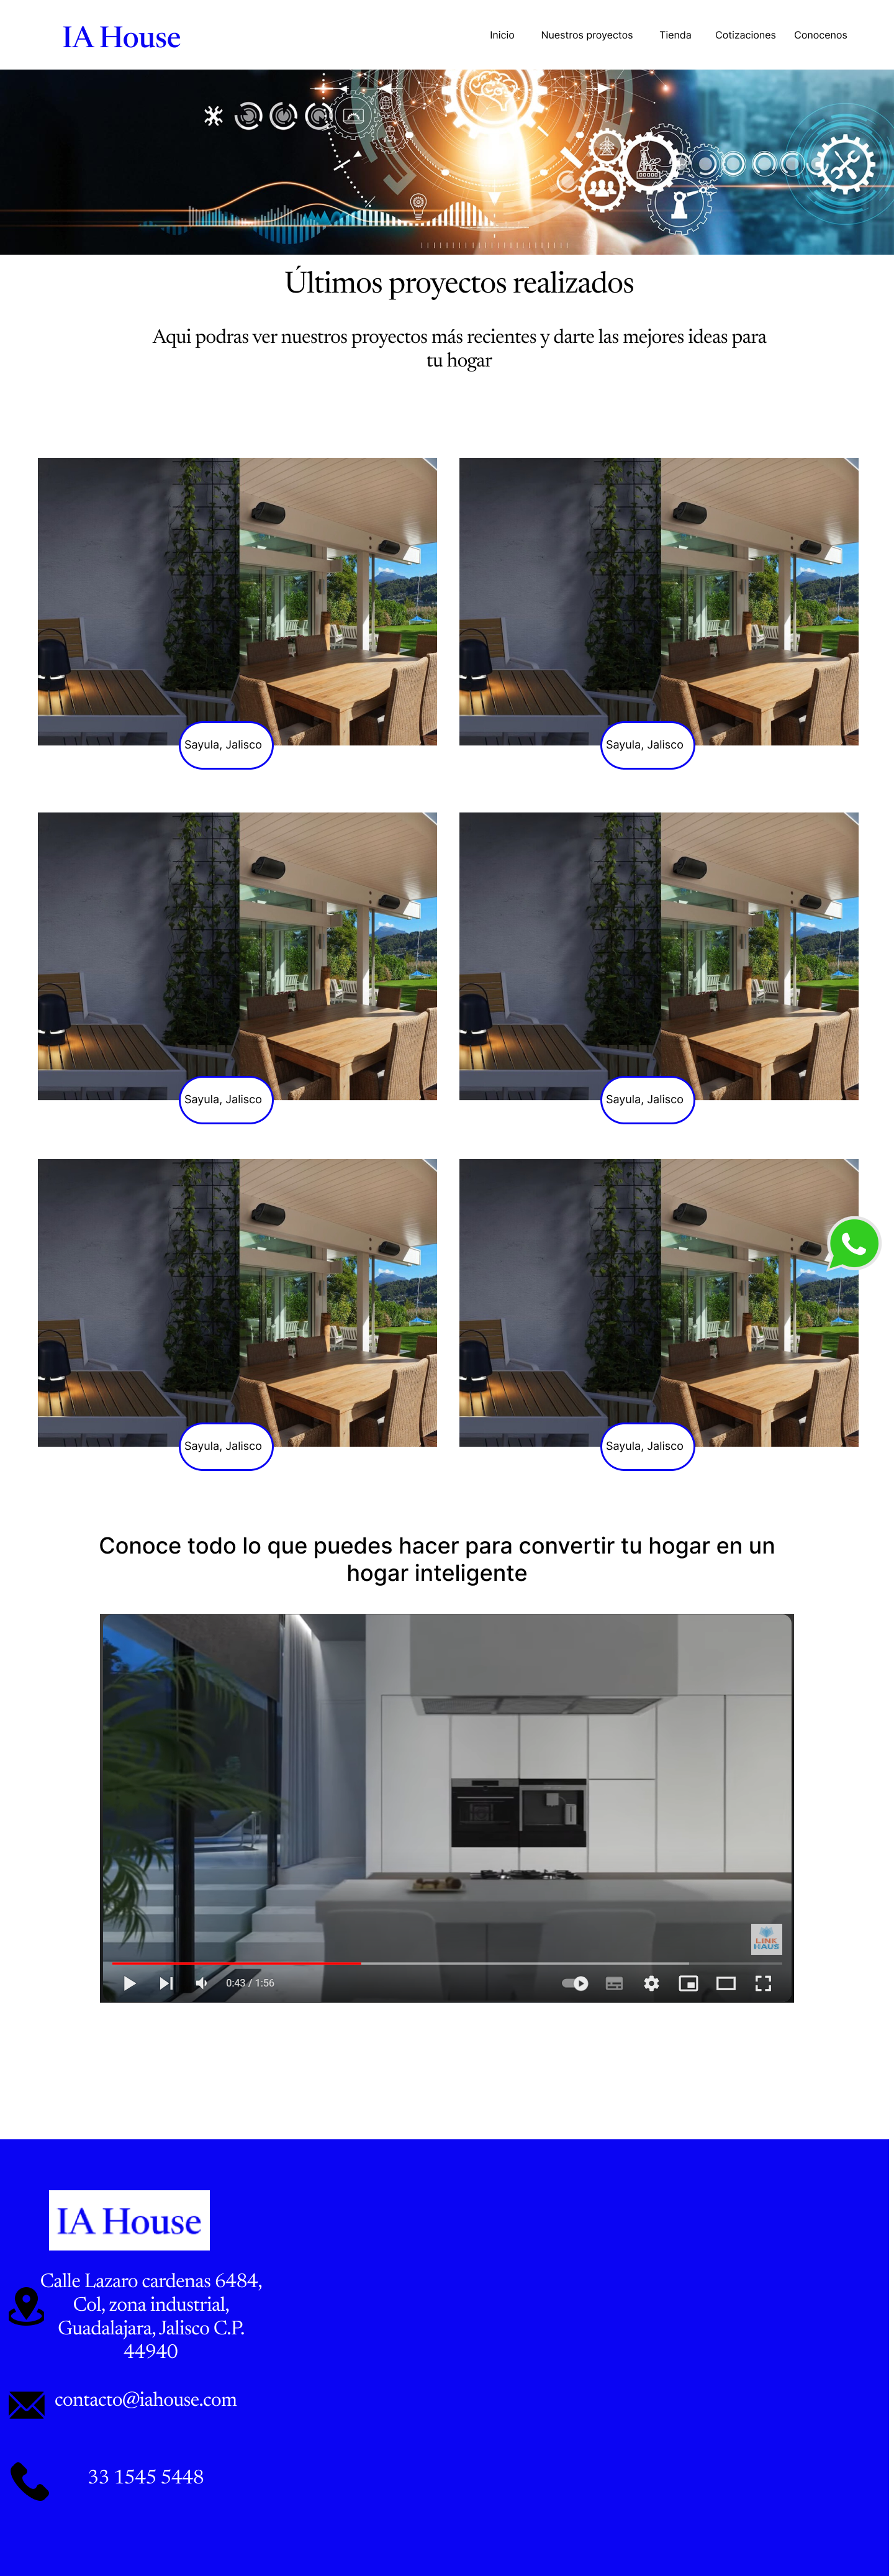 IA House
Inicio
Nuestros proyectos
Tienda
Cotizaciones
Conocenos
Últimos proyectos realizados
Aqui podras ver nuestros proyectos más recientes y darte las mejores ideas para
tu hogar
Sayula, Jalisco
Sayula, Jalisco
Sayula, Jalisco
Sayula, Jalisco
Sayula, Jalisco
Sayula, Jalisco
Conoce todo lo que puedes hacer para convertir tu hogar en un
hogar inteligente
LINK
HAUS
0:43 / 1:56
IA House
Calle Lazaro cardenas 6484,
Col, zona industrial,
Guadalajara, Jalisco C.P.
44940
contacto@iahouse.com
33 1545 5448